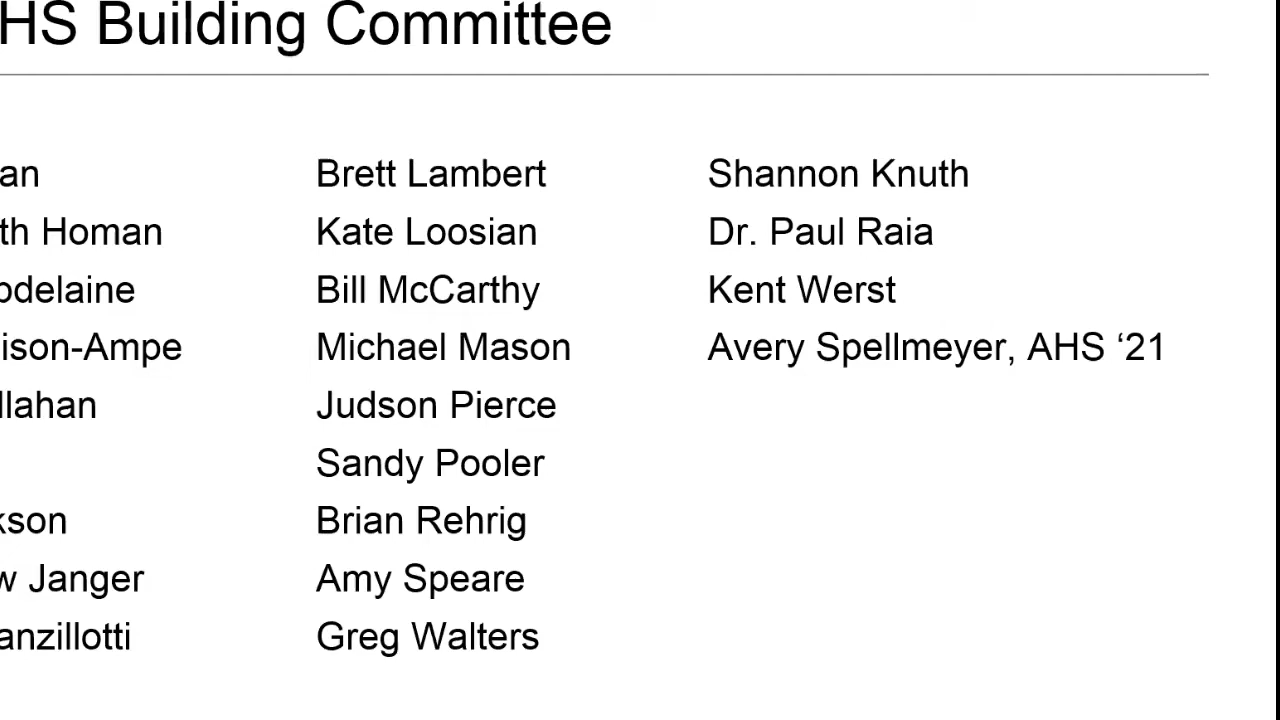 HS Building Committee
an
th Homan
odelaine
ison-Ampe
llahan
kson
w Janger
anzillotti
Brett Lambert
Kate Loosian
Bill McCarthy
Michael Mason
Judson Pierce
Sandy Pooler
Brian Rehrig
Amy Speare
Greg Walters
Shannon Knuth
Dr. Paul Raia
Kent Werst
Avery Spellmeyer, AHS ‘21